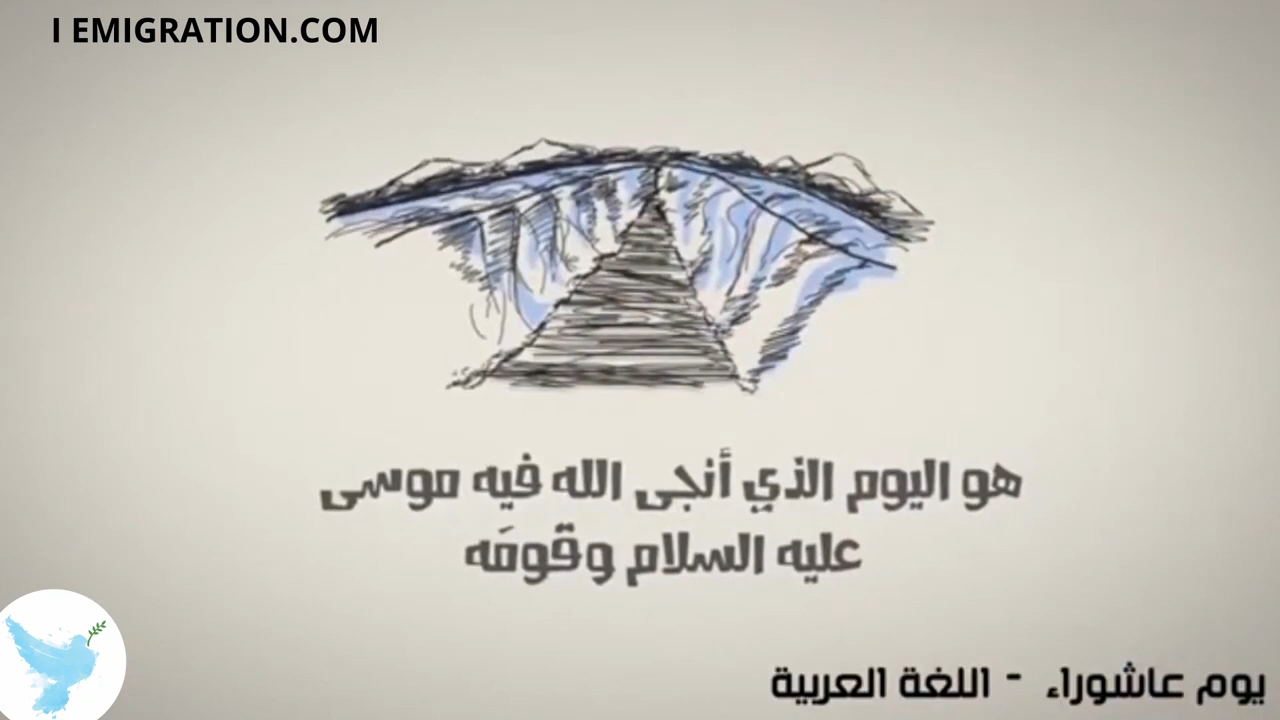 I EMIGRATION.COM
هو اليوم الذي أنجى الله فيه موسى
عليه السلام وقومَه
يوم عاشوراء - اللغة العربية